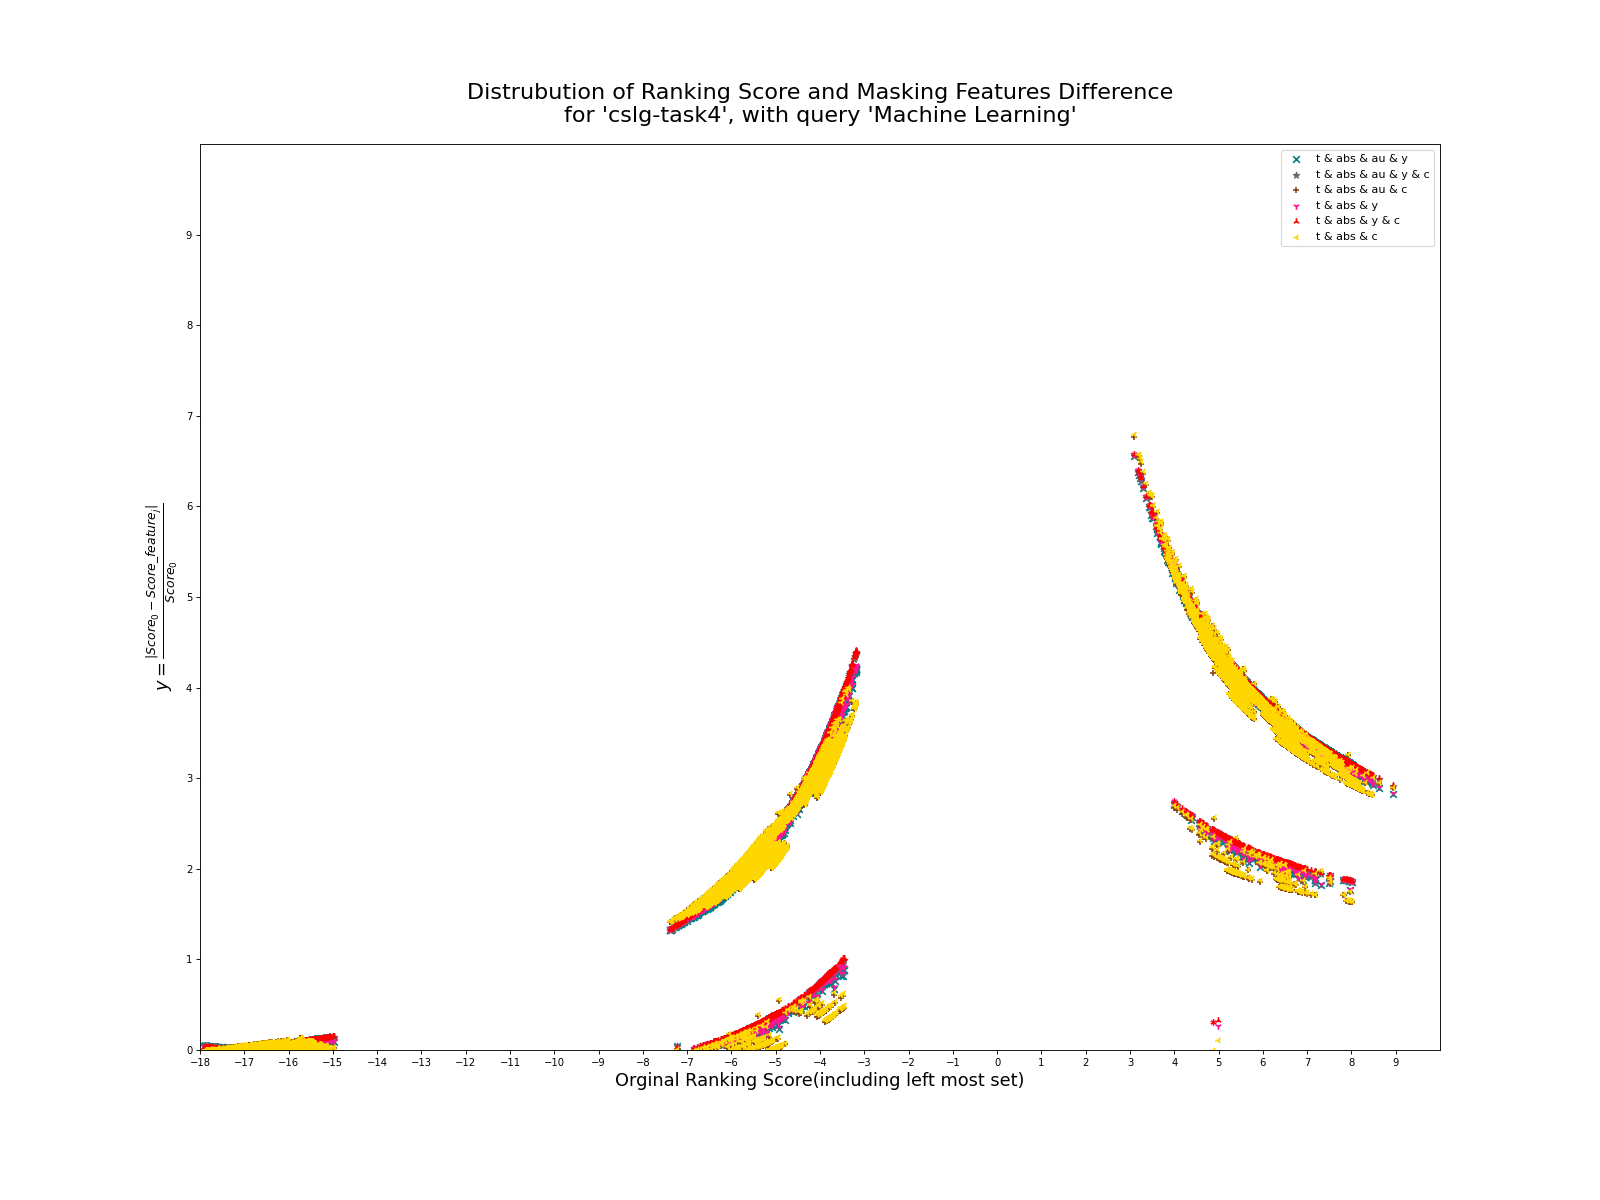 Distrubution of Ranking Score and Masking Features Difference
for 'cslg-task4', with query 'Machine Learning'
t & abs & au & y
t & abs & au & y & c
t & abs & au & c
t & abs & y
t & abs & y & c
t & abs & c
9
8
7
6
5
4
3
2
1
0
y = |Score₀ − Score_featureⱼ| / Score₀
−18 −17 −16 −15 −14 −13 −12 −11 −10 −9 −8 −7 −6 −5 −4 −3 −2 −1 0 1 2 3 4 5 6 7 8 9
Orginal Ranking Score(including left most set)